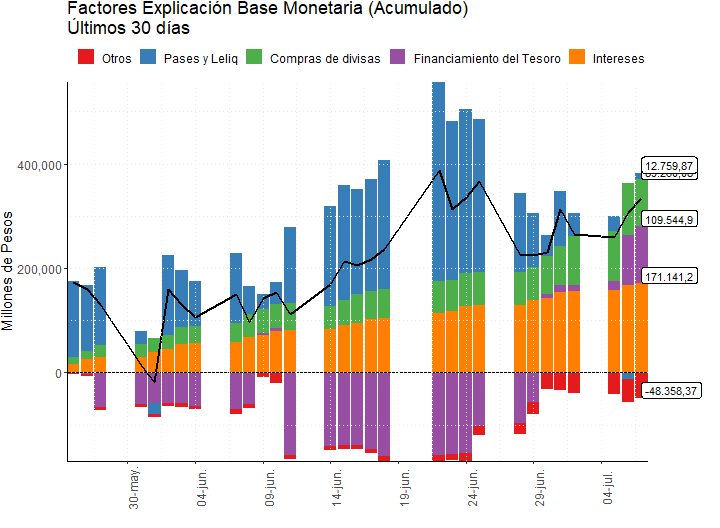 Factores Explicación Base Monetaria (Acumulado)
Últimos 30 días
Otros Pases y Leliq Compras de divisas Financiamiento del Tesoro Intereses
Millones de Pesos
400,000
200,000
0
12.759,87
109.544,9
171.141,2
-48.358,37
30-may. 04-jun. 09-jun. 14-jun. 19-jun. 24-jun. 29-jun. 04-jul.